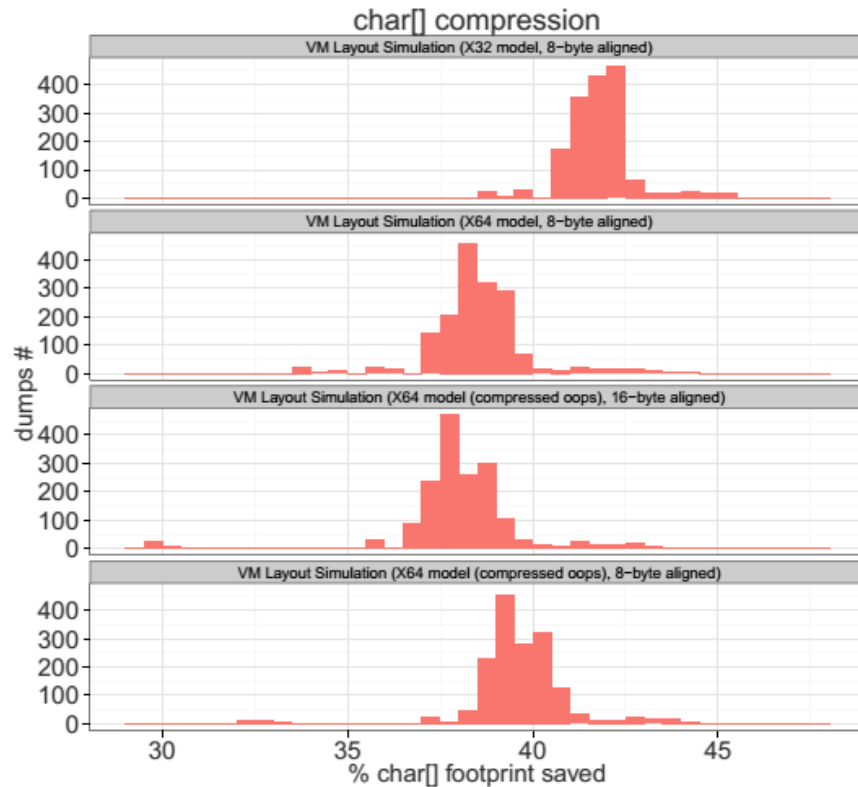 char[] compression
VM Layout Simulation (X32 model, 8−byte aligned)
400
300
200
100
0
VM Layout Simulation (X64 model, 8−byte aligned)
400
300
200
100
0
VM Layout Simulation (X64 model (compressed oops), 16−byte aligned)
400
300
200
100
0
VM Layout Simulation (X64 model (compressed oops), 8−byte aligned)
400
300
200
100
0
dumps #
30 35 40 45
% char[] footprint saved